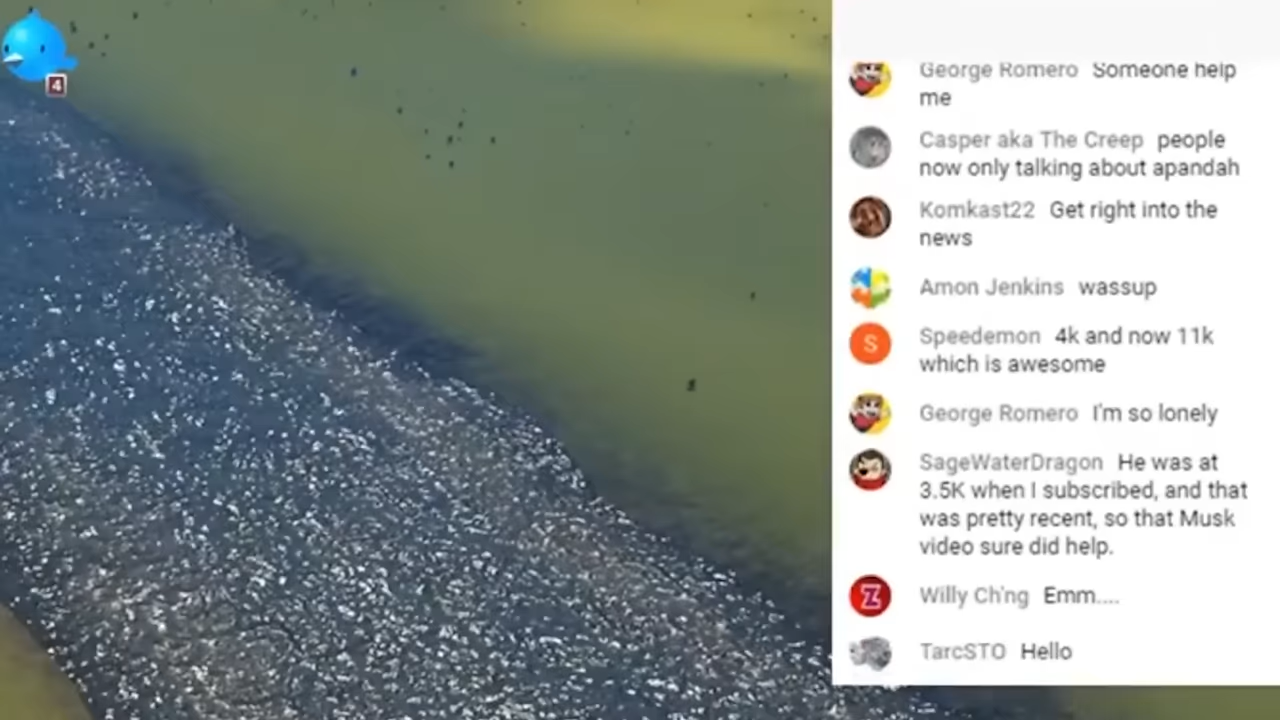 4
George Romero Someone help
me
Casper aka The Creep people
now only talking about apandah
Komkast22 Get right into the
news
Amon Jenkins wassup
S
Speedemon 4k and now 11k
which is awesome
George Romero I'm so lonely
SageWaterDragon He was at
3.5K when I subscribed, and that
was pretty recent, so that Musk
video sure did help.
Z
Willy Ch'ng Emm....
TarcSTO Hello